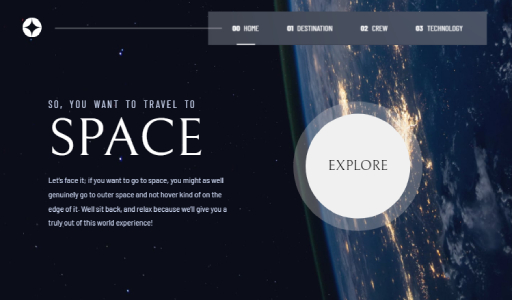 00 HOME 01 DESTINATION 02 CREW 03 TECHNOLOGY
SO, YOU WANT TO TRAVEL TO
SPACE
Let's face it; if you want to go to space, you might as well
genuinely go to outer space and not hover kind of on the
edge of it. Well sit back, and relax because we'll give you a
truly out of this world experience!
EXPLORE